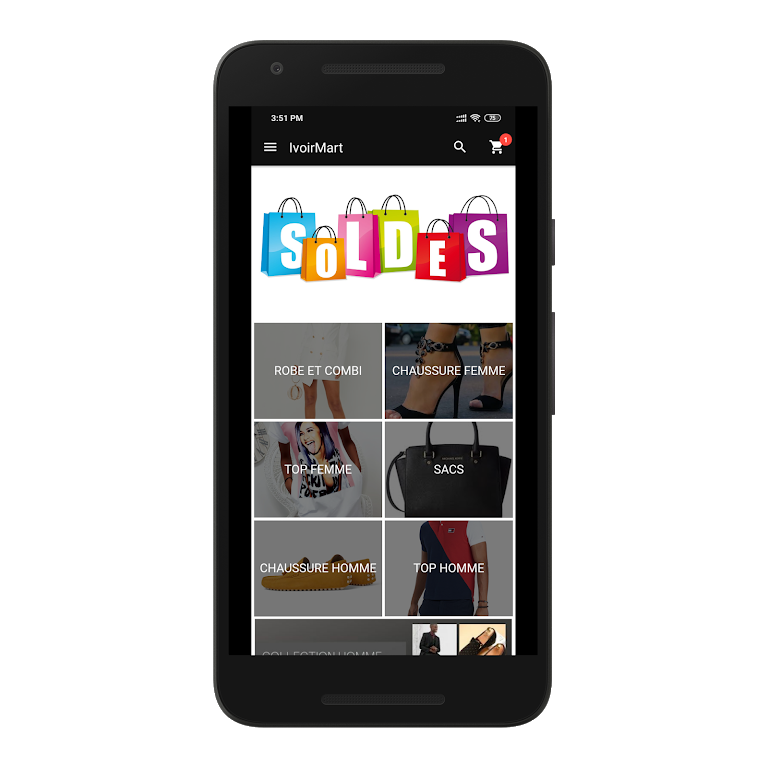 3:51 PM
75
IvoirMart
1
SOLDES
ROBE ET COMBI
CHAUSSURE FEMME
TOP FEMME
SACS
CHAUSSURE HOMME
TOP HOMME
COLLECTION HOMME